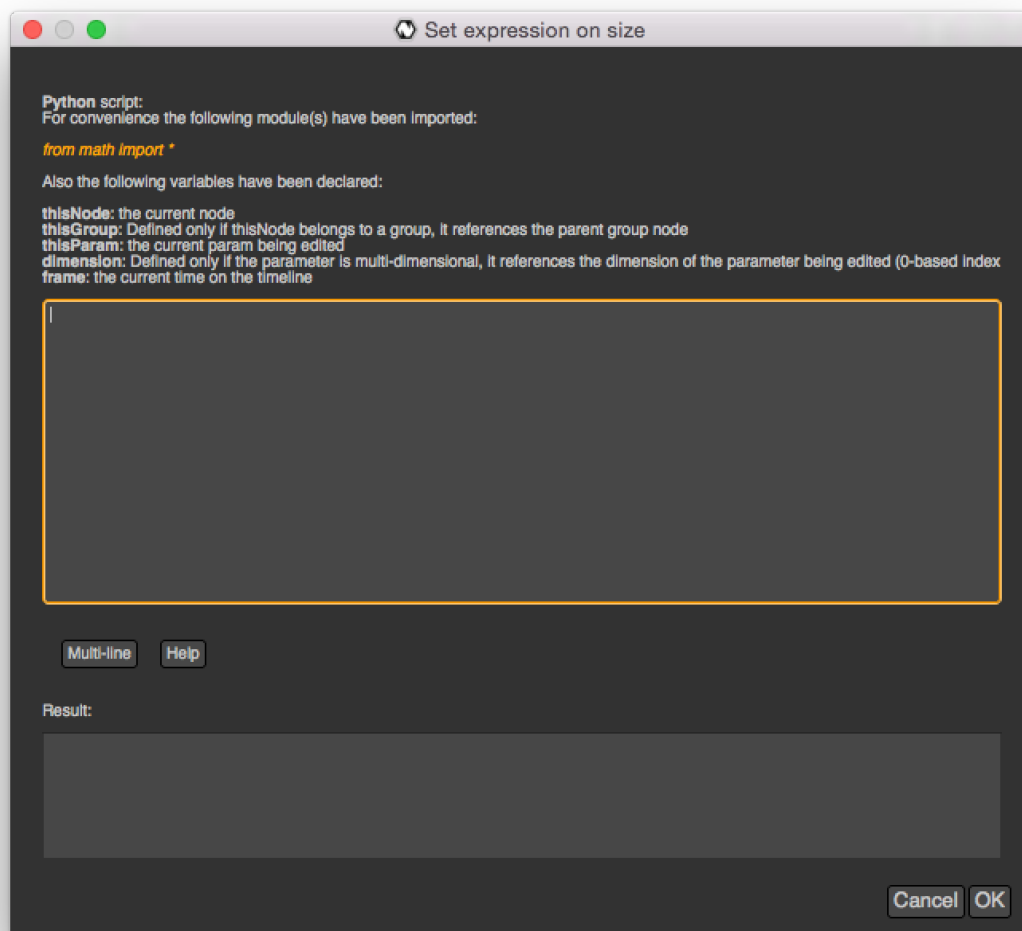 Set expression on size
Python script:
For convenience the following module(s) have been imported:
from math import *
Also the following variables have been declared:
thisNode: the current node
thisGroup: Defined only if thisNode belongs to a group, it references the parent group node
thisParam: the current param being edited
dimension: Defined only if the parameter is multi-dimensional, it references the dimension of the parameter being edited (0-based index
frame: the current time on the timeline
Multi-line Help
Result:
Cancel OK